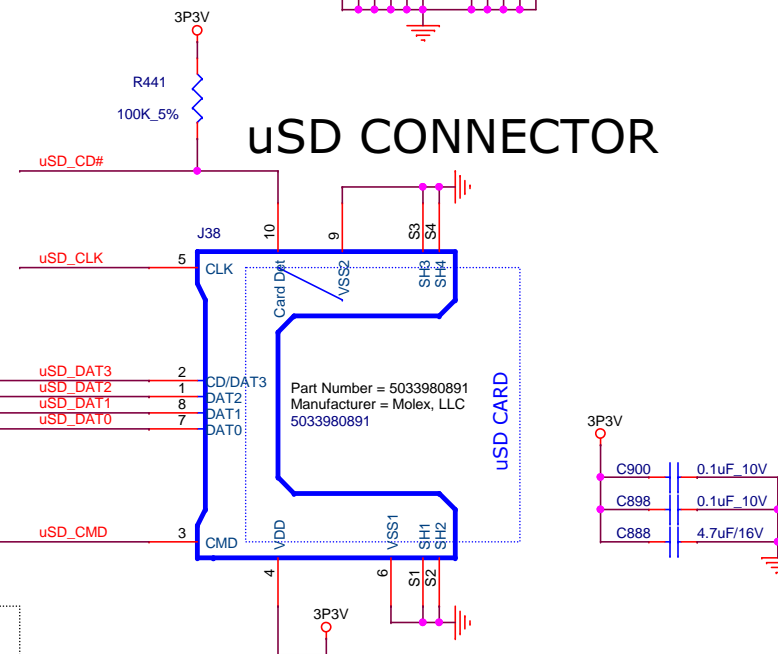 3P3V
R441
100K_5%
uSD CONNECTOR
uSD_CD#
10
9
S3
S4
J38
uSD_CLK
5
CLK
Card Det
VSS2
SH3
SH4
uSD_DAT3
2
CD/DAT3
uSD_DAT2
1
DAT2
uSD_DAT1
8
DAT1
uSD_DAT0
7
DAT0
Part Number = 5033980891
Manufacturer = Molex, LLC
5033980891
uSD CARD
3P3V
C900
0.1uF_10V
C898
0.1uF_10V
C888
4.7uF/16V
uSD_CMD
3
CMD
VDD
VSS1
SH1
SH2
4
6
S1
S2
3P3V